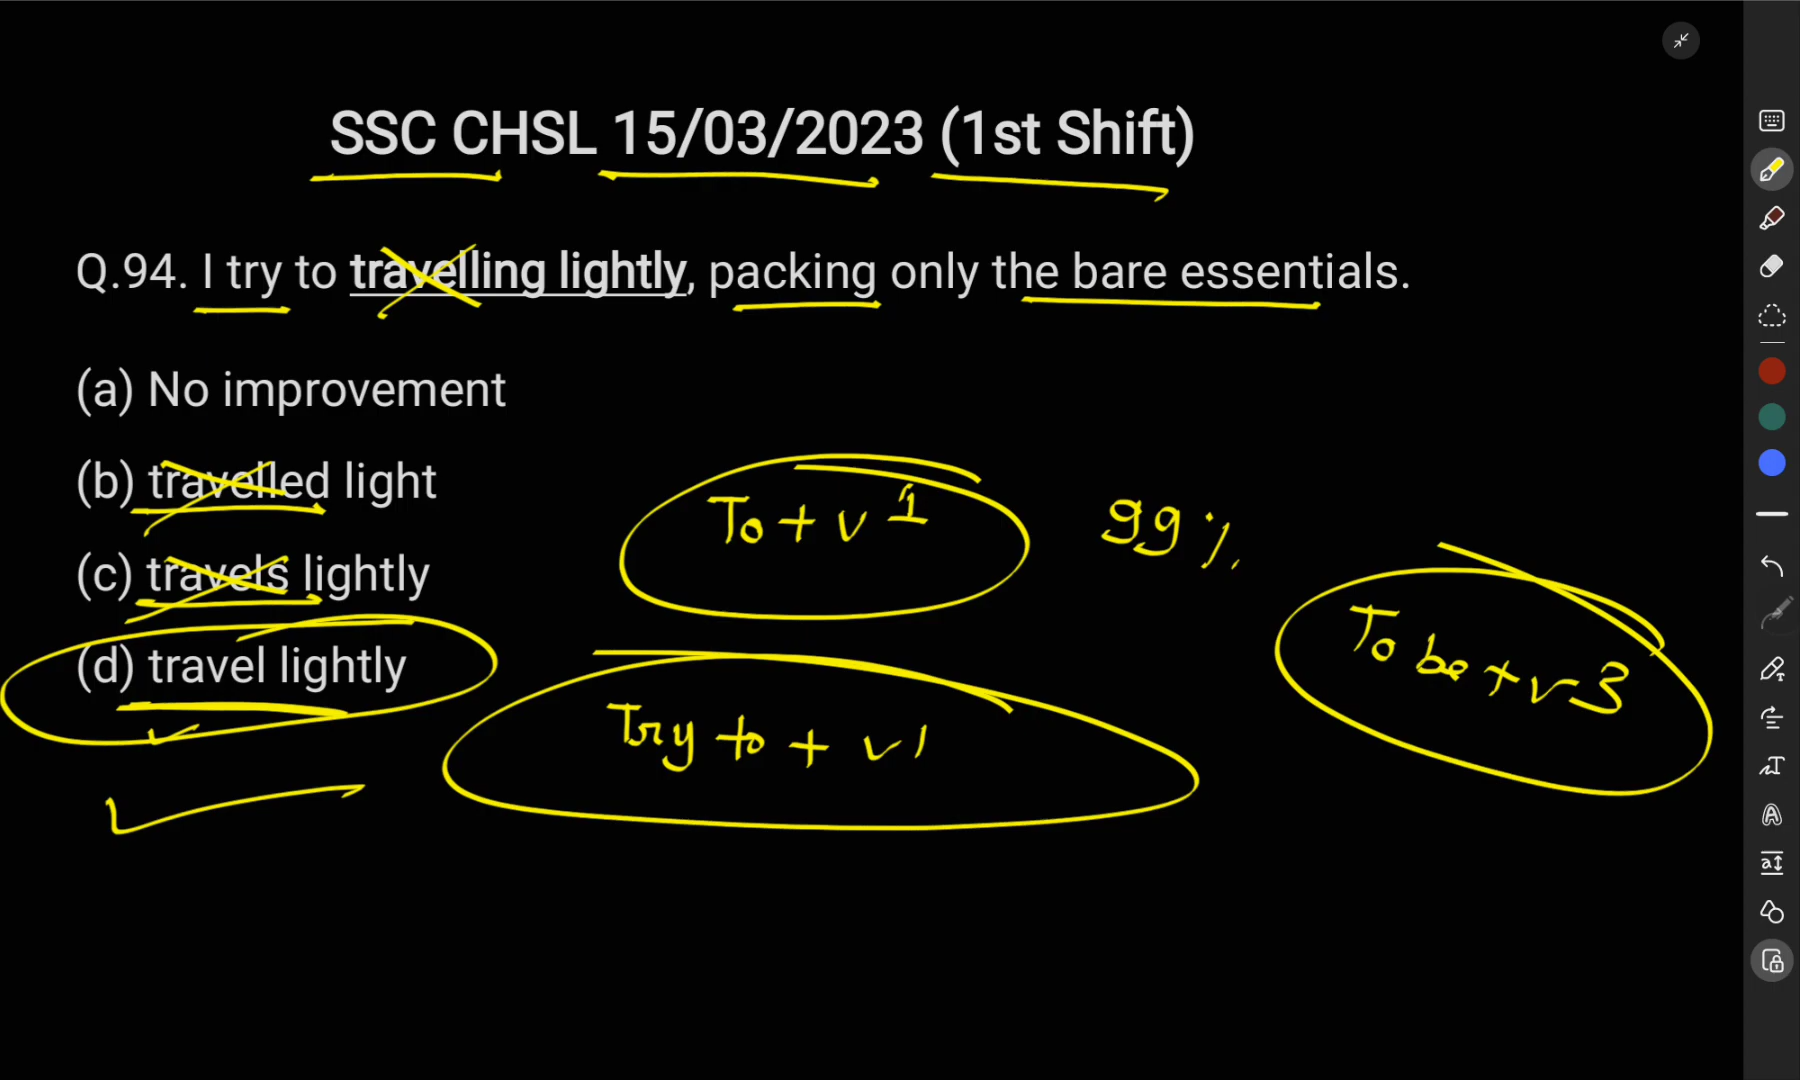 SSC CHSL 15/03/2023 (1st Shift)
Q.94. I try to travelling lightly, packing only the bare essentials.
(a) No improvement
(b) travelled light
(c) travels lightly
(d) travel lightly
To + v1
99%
Try to + v1
To be + v3